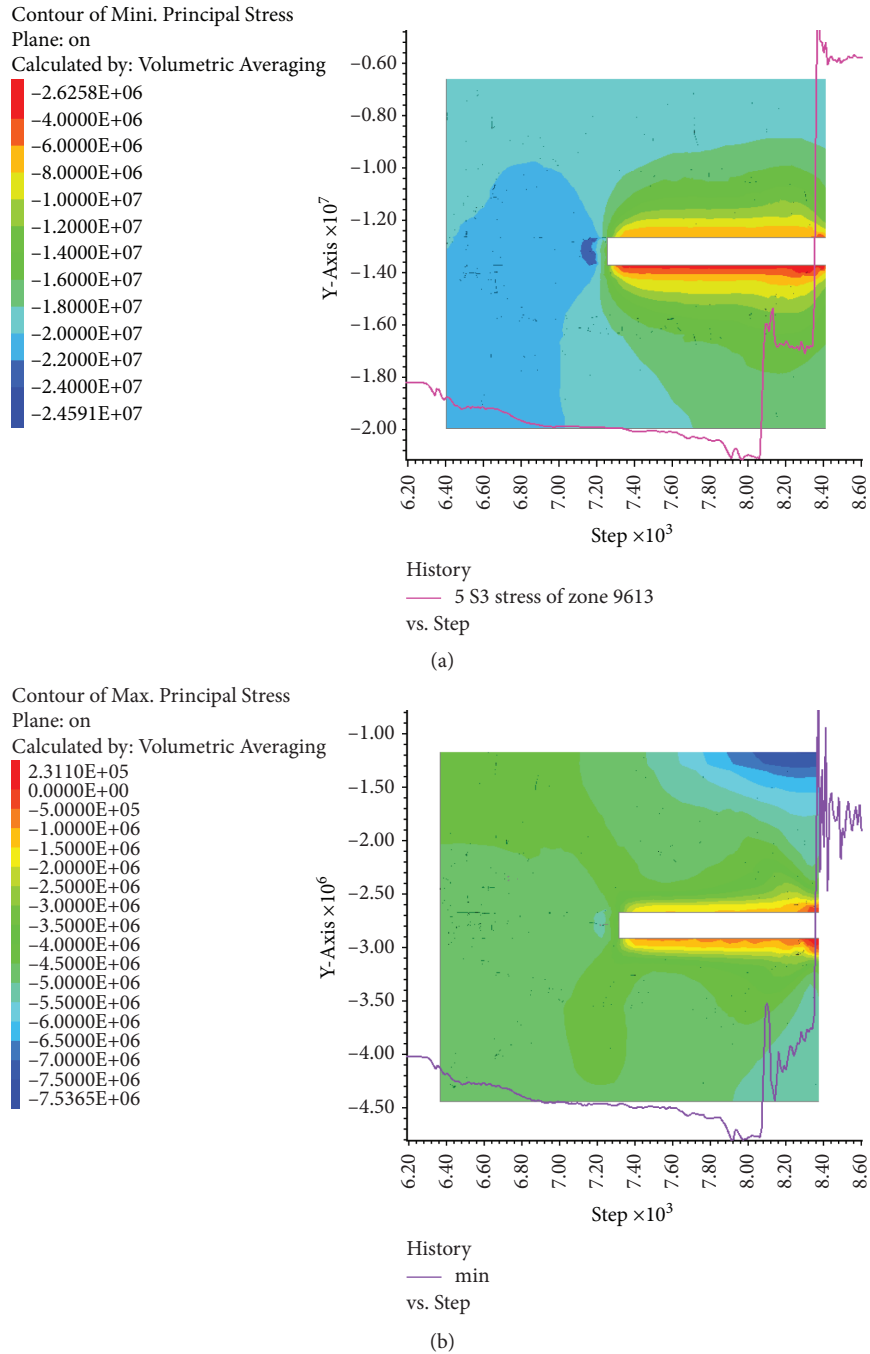 Contour of Mini. Principal Stress
Plane: on
Calculated by: Volumetric Averaging
−2.6258E+06
−4.0000E+06
−6.0000E+06
−8.0000E+06
−1.0000E+07
−1.2000E+07
−1.4000E+07
−1.6000E+07
−1.8000E+07
−2.0000E+07
−2.2000E+07
−2.4000E+07
−2.4591E+07
Y-Axis ×10⁷
−0.60
−0.80
−1.00
−1.20
−1.40
−1.60
−1.80
−2.00
6.20
6.40
6.60
6.80
7.00
7.20
7.40
7.60
7.80
8.00
8.20
8.40
8.60
Step ×10³
History
5 S3 stress of zone 9613
vs. Step
(a)
Contour of Max. Principal Stress
Plane: on
Calculated by: Volumetric Averaging
2.3110E+05
0.0000E+00
−5.0000E+05
−1.0000E+06
−1.5000E+06
−2.0000E+06
−2.5000E+06
−3.0000E+06
−3.5000E+06
−4.0000E+06
−4.5000E+06
−5.0000E+06
−5.5000E+06
−6.0000E+06
−6.5000E+06
−7.0000E+06
−7.5000E+06
−7.5365E+06
Y-Axis ×10⁶
−1.00
−1.50
−2.00
−2.50
−3.00
−3.50
−4.00
−4.50
6.20
6.40
6.60
6.80
7.00
7.20
7.40
7.60
7.80
8.00
8.20
8.40
8.60
Step ×10³
History
min
vs. Step
(b)